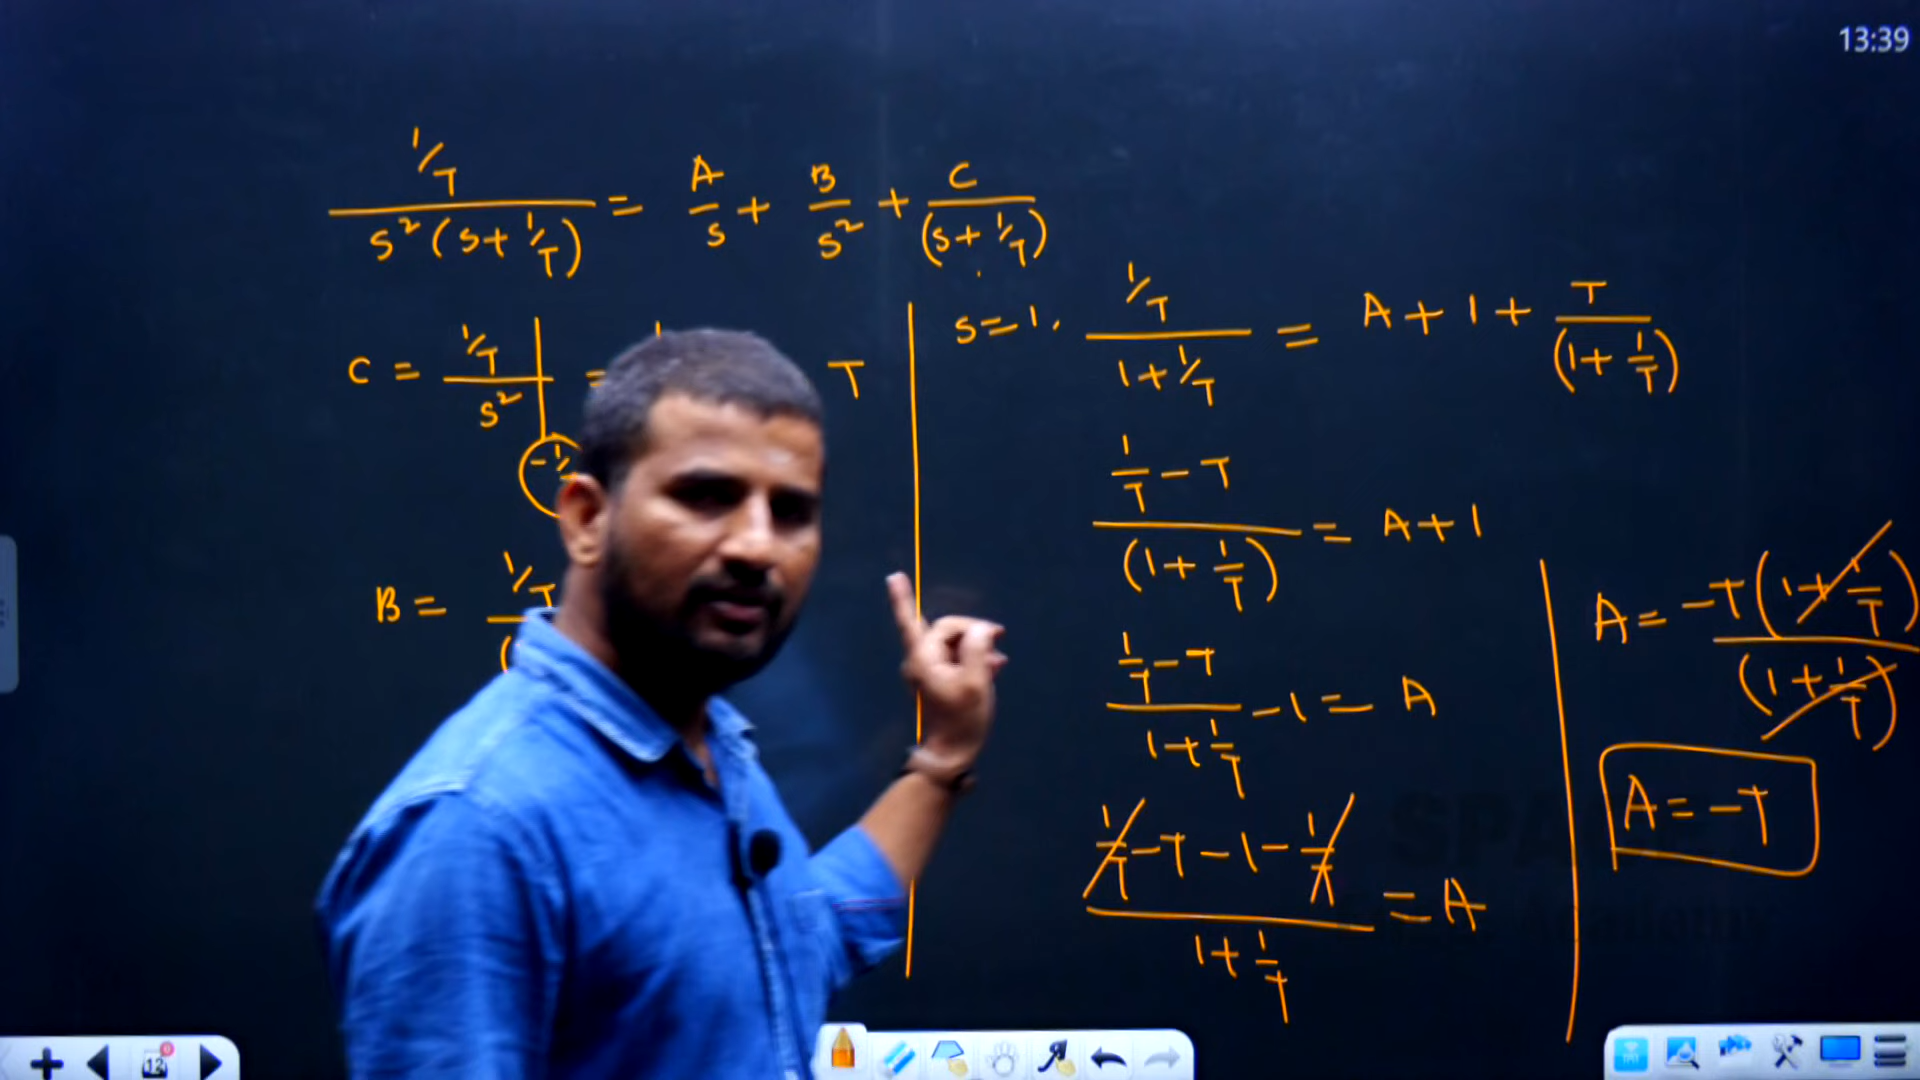 13:39
1/T / s²(s+1/T) = A/s + B/s² + C/(s+1/T)
C = 1/T / s² | =
T
B = 1/T
s=1. 1/T / 1+1/T = A+1+ T/(1+1/T)
1/T - T / (1+1/T) = A+1
1/T - T / 1+1/T - 1 = A
1/T - T - 1 - 1/T / 1+1/T = A
A = -T(1+1/T) / (1+1/T)
A = -T
12